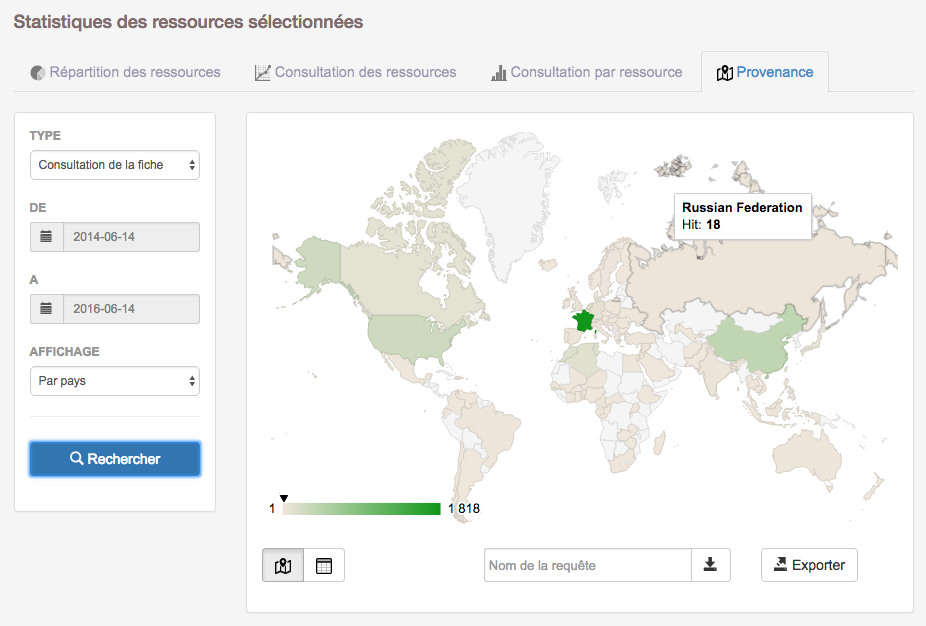 Statistiques des ressources sélectionnées
Répartition des ressources
Consultation des ressources
Consultation par ressource
Provenance
TYPE
Consultation de la fiche
DE
2014-06-14
A
2016-06-14
AFFICHAGE
Par pays
Rechercher
Russian Federation
Hit: 18
1
1 818
Nom de la requête
Exporter